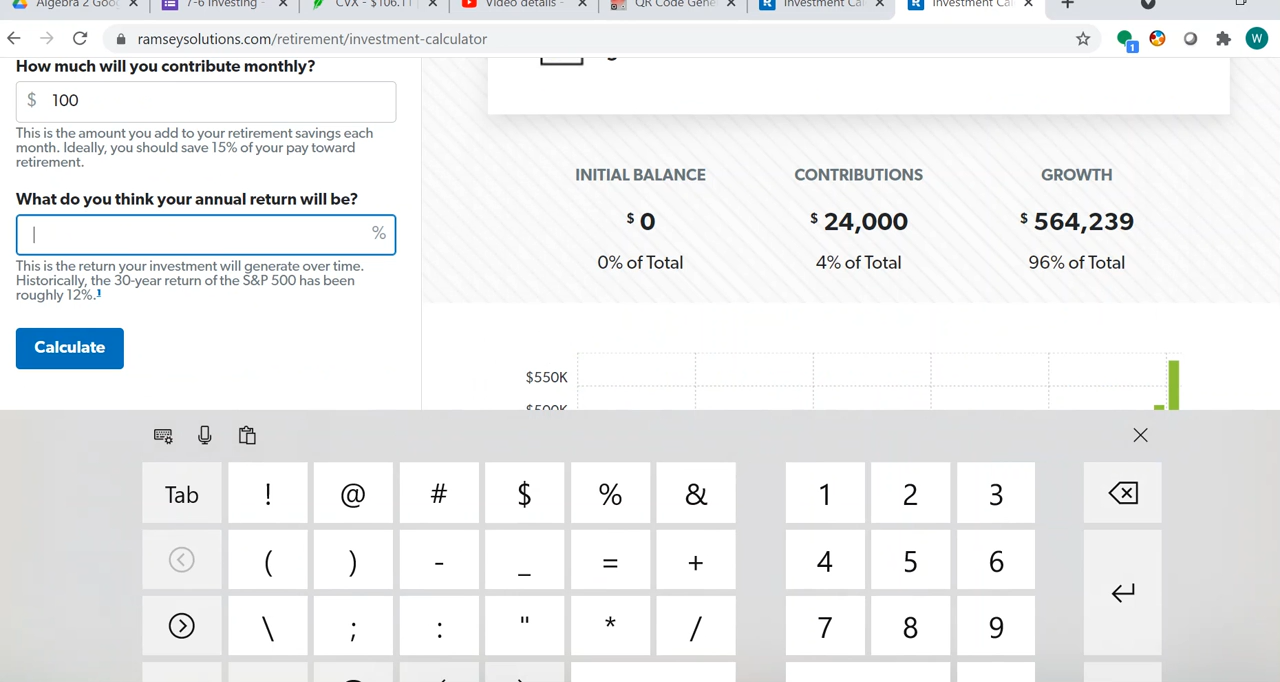 Algebra 2 Goo
7-6 Investing -
CVX - $106.11
Video details -
QR Code Gene
Investment Ca
Investment Ca
ramseysolutions.com/retirement/investment-calculator
1
W
How much will you contribute monthly?
$ 100
This is the amount you add to your retirement savings each
month. Ideally, you should save 15% of your pay toward
retirement.
What do you think your annual return will be?
%
This is the return your investment will generate over time.
Historically, the 30-year return of the S&P 500 has been
roughly 12%.1
Calculate
INITIAL BALANCE CONTRIBUTIONS GROWTH
$ 0 $ 24,000 $ 564,239
0% of Total 4% of Total 96% of Total
$550K
$500K
Tab ! @ # $ % & 1 2 3
( ) - _ = + 4 5 6
\ ; : " * / 7 8 9